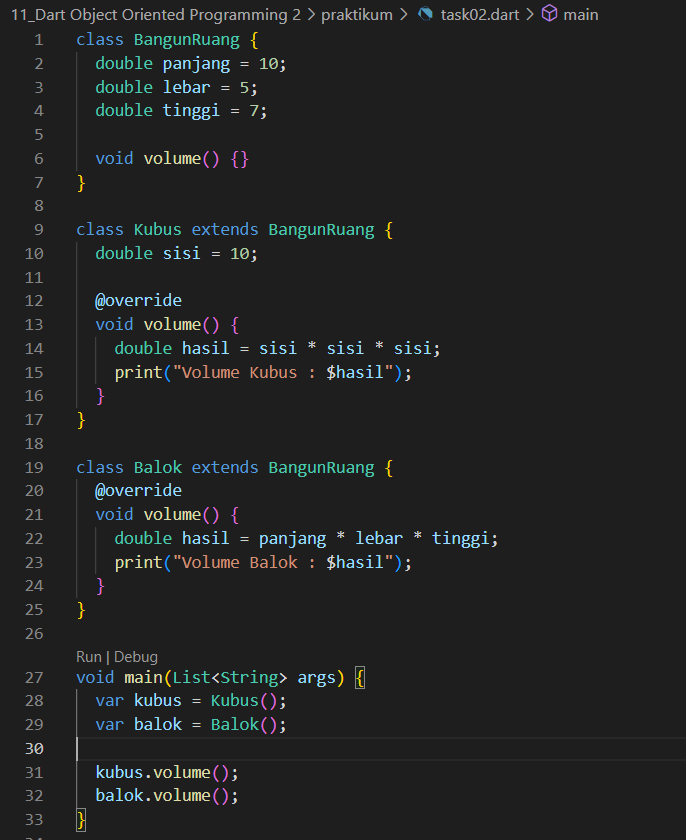 11_Dart Object Oriented Programming 2 > praktikum > task02.dart > main
1 class BangunRuang {
2   double panjang = 10;
3   double lebar = 5;
4   double tinggi = 7;
5
6   void volume() {}
7 }
8
9 class Kubus extends BangunRuang {
10   double sisi = 10;
11
12   @override
13   void volume() {
14     double hasil = sisi * sisi * sisi;
15     print("Volume Kubus : $hasil");
16   }
17 }
18
19 class Balok extends BangunRuang {
20   @override
21   void volume() {
22     double hasil = panjang * lebar * tinggi;
23     print("Volume Balok : $hasil");
24   }
25 }
26
Run | Debug
27 void main(List<String> args) {
28   var kubus = Kubus();
29   var balok = Balok();
30
31   kubus.volume();
32   balok.volume();
33 }